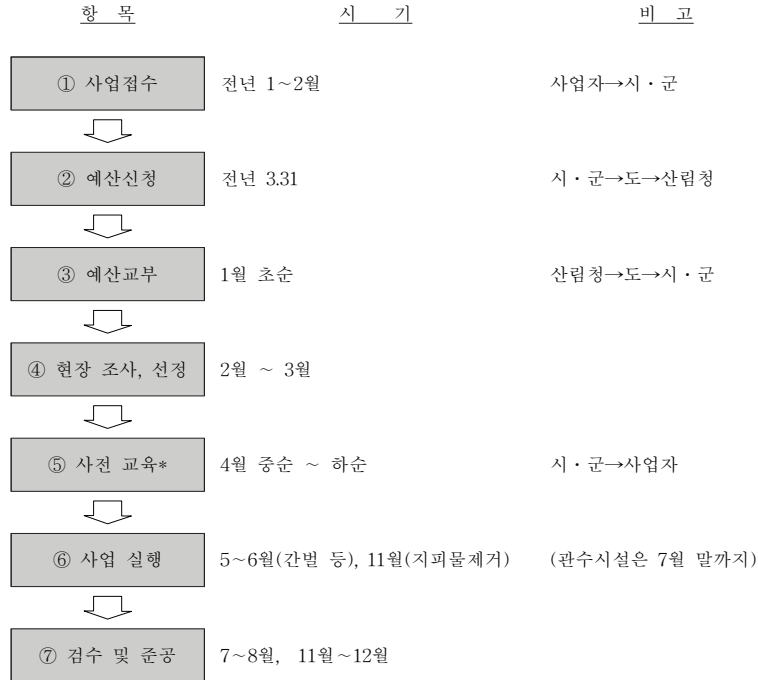 항 목 시 기 비 고
① 사업접수 전년 1~2월 사업자→시・군
② 예산신청 전년 3.31 시・군→도→산림청
③ 예산교부 1월 초순 산림청→도→시・군
④ 현장 조사, 선정 2월 ~ 3월
⑤ 사전 교육* 4월 중순 ~ 하순 시・군→사업자
⑥ 사업 실행 5~6월(간벌 등), 11월(지피물제거) (관수시설은 7월 말까지)
⑦ 검수 및 준공 7~8월, 11월~12월